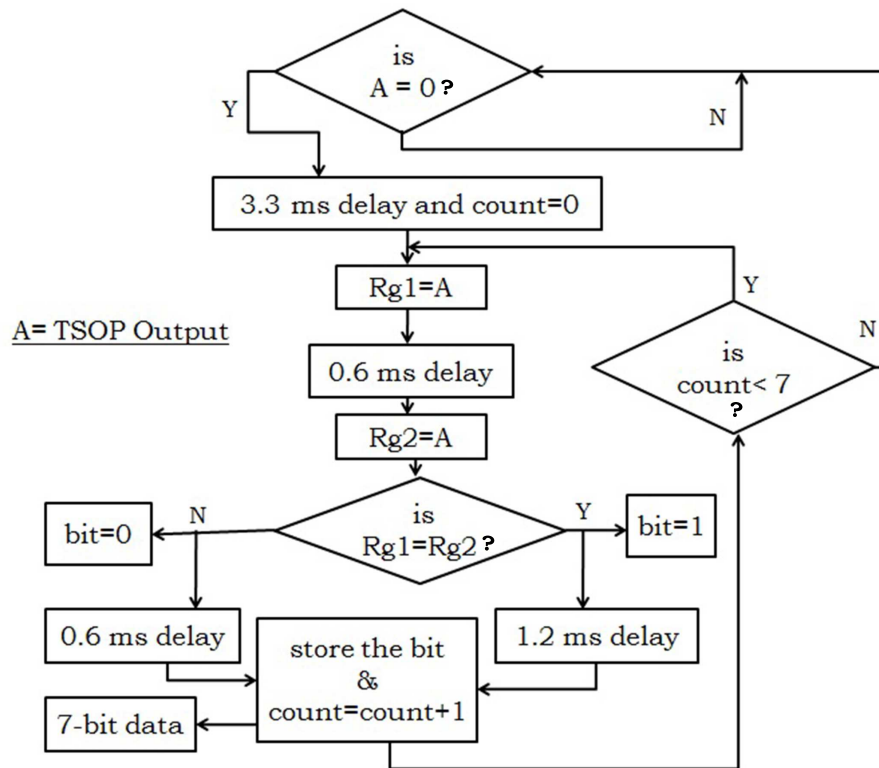 is
A = 0?
Y
N
3.3 ms delay and count=0
Rg1=A
Y
A= TSOP Output
N
0.6 ms delay
is
count< 7
?
Rg2=A
N
is
Rg1=Rg2?
Y
bit=0
bit=1
0.6 ms delay
store the bit
&
count=count+1
1.2 ms delay
7-bit data